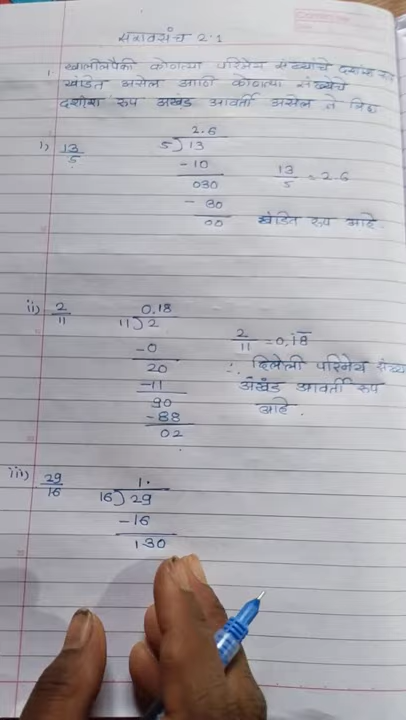 सरावसंच 2.1
1. खालीलपैकी कोणत्या परिमेय संख्यांचे दशांश रूप
खंडित असेल आणि कोणत्या संख्येचे
दशांश रूप अखंड आवर्ती असेल ते लिहा
i) 13/5
2.6
5)13
-10
030
- 30
00
13/5 = 2.6
खंडित रूप आहे.
ii) 2/11
0.18
11)2
-0
20
-11
90
-88
02
2/11 = 0.1̅8̅
∴ दिलेली परिमेय संख्या
अखंड आवर्ती रूप
आहे.
iii) 29/16
1.
16)29
-16
130